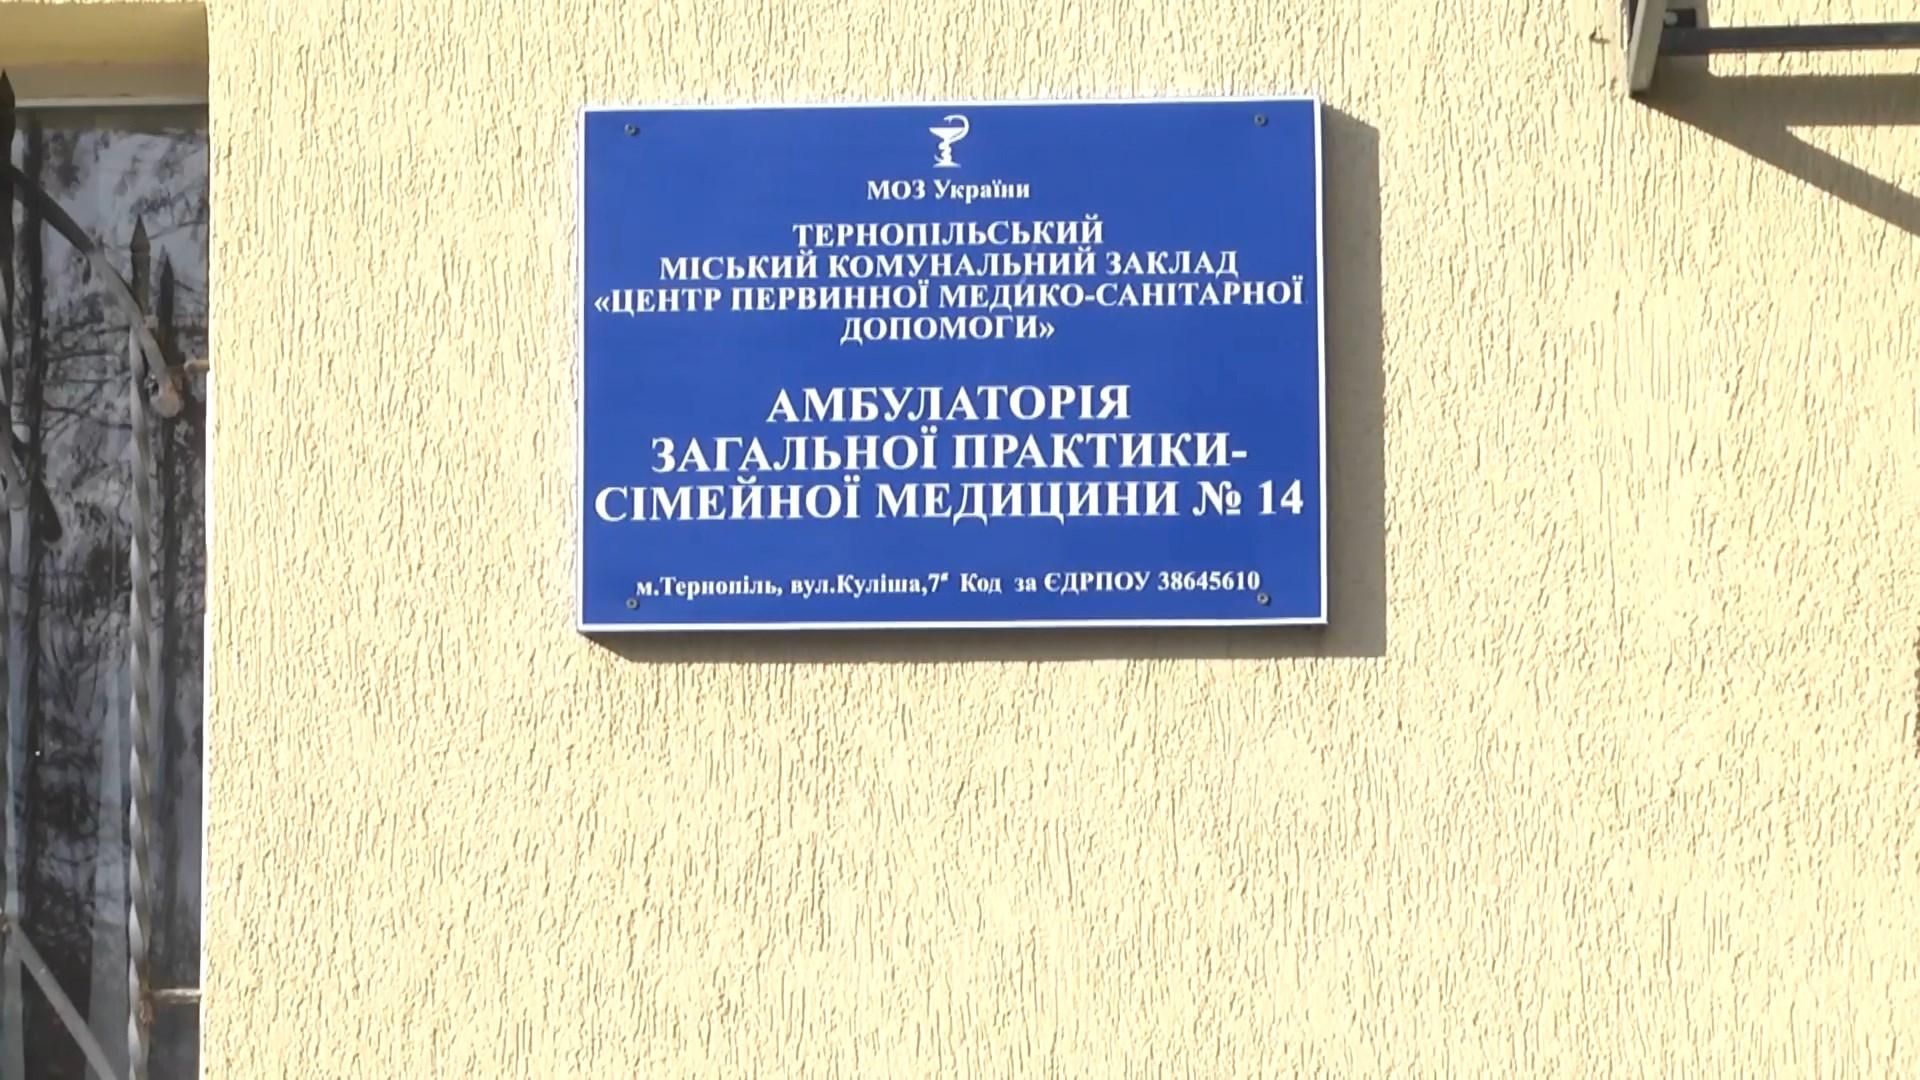 МОЗ України
ТЕРНОПІЛЬСЬКИЙ
МІСЬКИЙ КОМУНАЛЬНИЙ ЗАКЛАД
«ЦЕНТР ПЕРВИННОЇ МЕДИКО-САНІТАРНОЇ
ДОПОМОГИ»
АМБУЛАТОРІЯ
ЗАГАЛЬНОЇ ПРАКТИКИ-
СІМЕЙНОЇ МЕДИЦИНИ № 14
м.Тернопіль, вул.Куліша,7ª Код за ЄДРПОУ 38645610